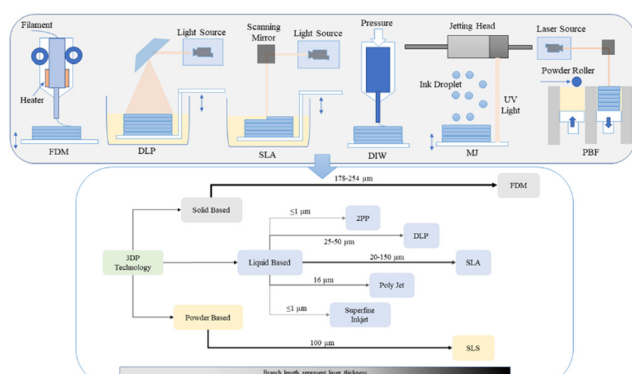 Filament
Heater
FDM
Light Source
DLP
Scanning
Mirror
Light Source
SLA
Pressure
DIW
Jetting Head
Ink Droplet
UV
Light
MJ
Laser Source
Powder Roller
PBF
178-254 μm
Solid Based
FDM
≤1 μm
2PP
25-50 μm
DLP
3DP
Technology
Liquid Based
20-150 μm
SLA
16 μm
Poly Jet
≤1 μm
Superfine
Inkjet
Powder Based
100 μm
SLS
Branch length represent layer thickness